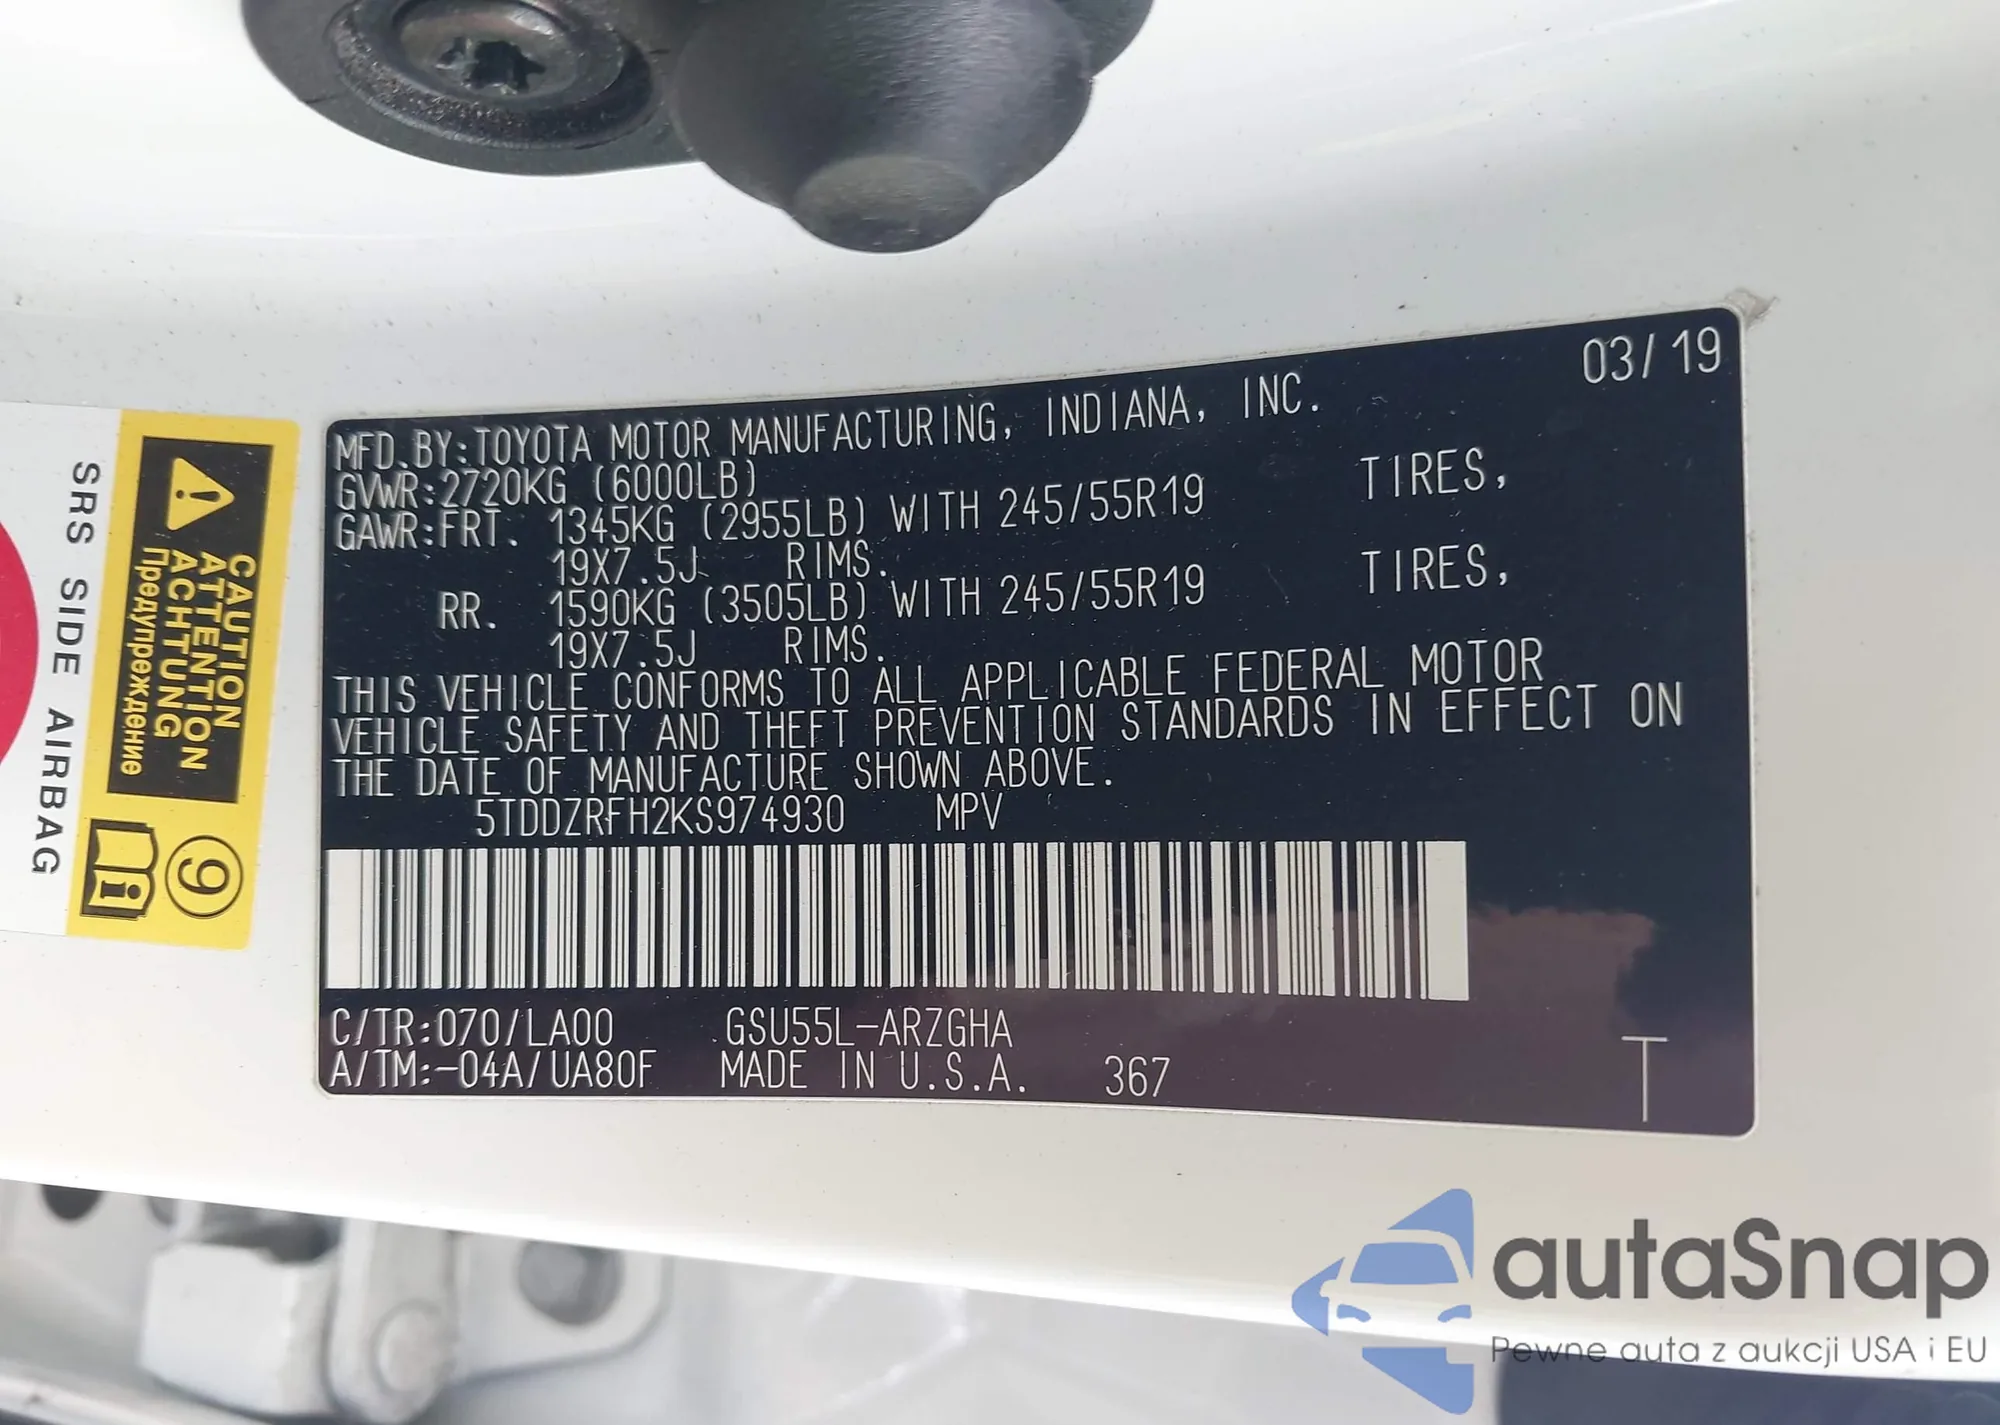 03/19
MFD.BY:TOYOTA MOTOR MANUFACTURING, INDIANA, INC.
GVWR:2720KG (6000LB)
GAWR:FRT. 1345KG (2955LB) WITH 245/55R19 TIRES,
19X7.5J RIMS.
RR. 1590KG (3505LB) WITH 245/55R19 TIRES,
19X7.5J RIMS.
THIS VEHICLE CONFORMS TO ALL APPLICABLE FEDERAL MOTOR
VEHICLE SAFETY AND THEFT PREVENTION STANDARDS IN EFFECT ON
THE DATE OF MANUFACTURE SHOWN ABOVE.
5TDDZRFH2KS974930 MPV
C/TR:070/LA00 GSU55L-ARZGHA
A/TM:-04A/UA80F MADE IN U.S.A. 367
T
CAUTION
ATTENTION
ACHTUNG
Предупреждение
9
i
SRS SIDE AIRBAG
autaSnap
Pewne auta z aukcji USA i EU